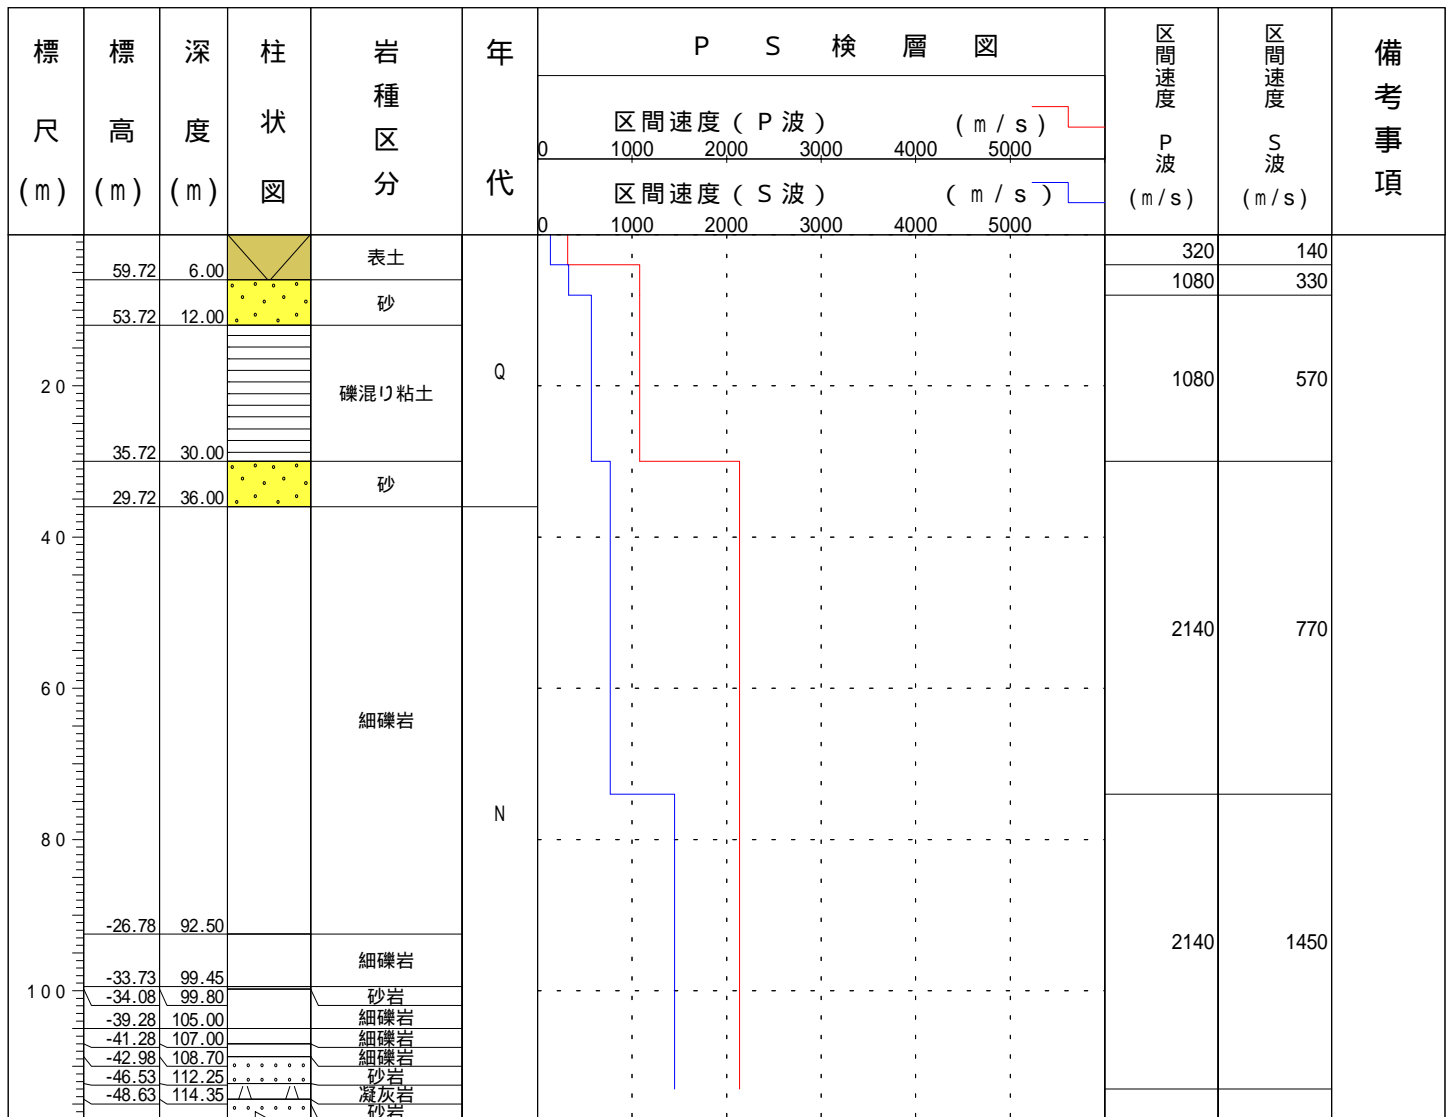 標尺(m)
標高(m)
深度(m)
柱状図
岩種区分
年代
PS検層図
区間速度(P波) (m/s)
0 1000 2000 3000 4000 5000
区間速度(S波) (m/s)
0 1000 2000 3000 4000 5000
区間速度 P波 (m/s)
区間速度 S波 (m/s)
備考事項
表土 320 140
59.72 6.00
1080 330
砂
53.72 12.00
Q
20 礫混り粘土 1080 570
35.72 30.00
砂
29.72 36.00
40
2140 770
60
細礫岩
N
80
-26.78 92.50
2140 1450
細礫岩
-33.73 99.45
100 -34.08 99.80 砂岩
-39.28 105.00 細礫岩
-41.28 107.00 細礫岩
-42.98 108.70 細礫岩
-46.53 112.25 砂岩
-48.63 114.35 凝灰岩
砂岩